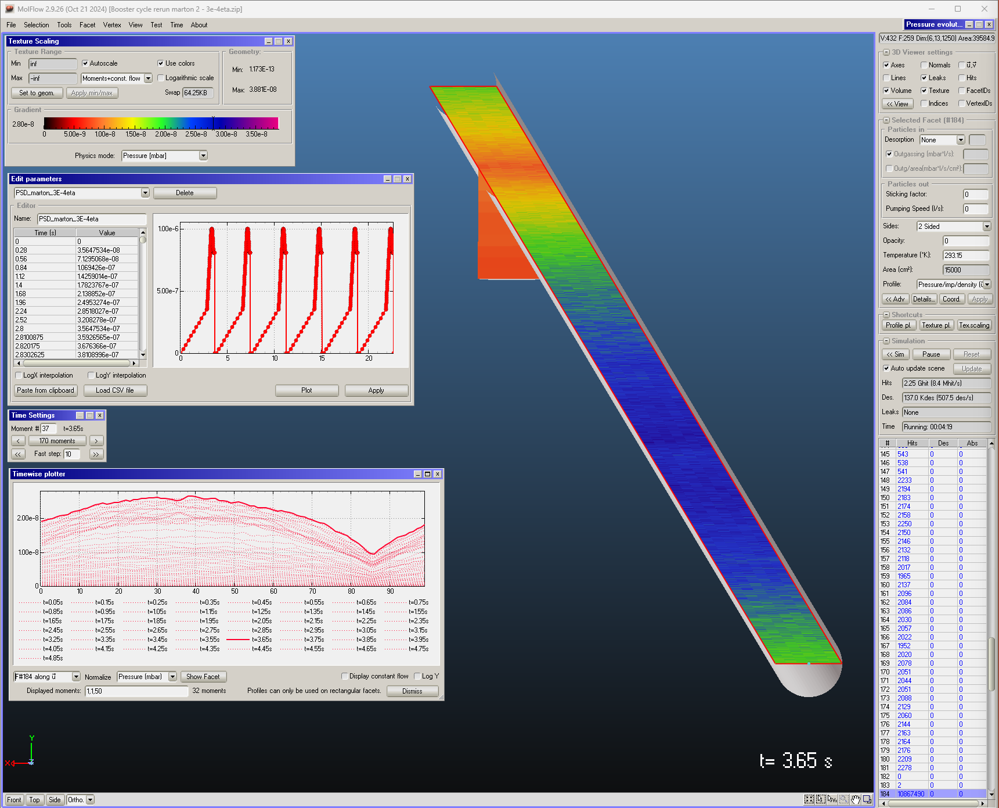 MolFlow 2.9.26 (Oct 21 2024) [Booster cycle rerun marton 2 - 3e-4eta.zip]
File Selection Tools Facet Vertex View Test Time About
Texture Scaling
Texture Range
Min inf Autoscale Use colors
Max -inf Moments+const. flow Logarithmic scale
Set to geom. Apply min/max Swap 64.25KB
Geometry:
Min: 1.173E-13
Max: 3.881E-08
Gradient
2.80e-8
0 5.00e-9 1.00e-8 1.50e-8 2.00e-8 2.50e-8 3.00e-8 3.50e-8
Physics mode: Pressure [mbar]
Edit parameters
PSD_marton_3E-4eta Delete
Editor
Name: PSD_marton_3E-4eta
Time (s) Value
0 0
0.28 3.5647534e-08
0.56 7.1295068e-08
0.84 1.069426e-07
1.12 1.4259014e-07
1.4 1.7823767e-07
1.68 2.138852e-07
1.96 2.4953274e-07
2.24 2.8518027e-07
2.52 3.208278e-07
2.8 3.5647534e-07
2.8100875 3.5926565e-07
2.820175 3.676366e-07
2.8302625 3.8108996e-07
1.00e-6
5.00e-7
0
0 5 10 15 20
LogX interpolation LogY interpolation
Paste from clipboard Load CSV file Plot Apply
Time Settings
Moment # 37 t=3.65s
< 170 moments >
<< Fast step: 10 >>
Timewise plotter
2.00e-8
1.00e-8
0
0 10 20 30 40 50 60 70 80 90
t=0.05s t=0.15s t=0.25s t=0.35s t=0.45s t=0.55s t=0.65s t=0.75s
t=0.85s t=0.95s t=1.05s t=1.15s t=1.25s t=1.35s t=1.45s t=1.55s
t=1.65s t=1.75s t=1.85s t=1.95s t=2.05s t=2.15s t=2.25s t=2.35s
t=2.45s t=2.55s t=2.65s t=2.75s t=2.85s t=2.95s t=3.05s t=3.15s
t=3.25s t=3.35s t=3.45s t=3.55s t=3.65s t=3.75s t=3.85s t=3.95s
t=4.05s t=4.15s t=4.25s t=4.35s t=4.45s t=4.55s t=4.65s t=4.75s
t=4.85s
F#184 along u⃗ Normalize Pressure (mbar) Show Facet Display constant flow Log Y
Displayed moments: 1,1,50 32 moments Profiles can only be used on rectangular facets. Dismiss
Y
X
Z
t= 3.65 s
Front Top Side Ortho.
Pressure evolut...
V:432 F:259 Dim:(6,13,1250) Area:39584.9
3D Viewer settings
Axes Normals u⃗,v⃗
Lines Leaks Hits
Volume Texture FacetIDs
<< View Indices VertexIDs
Selected Facet (#184)
Particles in
Desorption None
Outgassing (mbar*l/s):
Outg/area(mbar*l/s/cm²):
Particles out
Sticking factor: 0
Pumping Speed (l/s): 0
Sides: 2 Sided
Opacity: 0
Temperature (°K): 293.15
Area (cm²): 15000
Profile: Pressure/imp/density (
<< Adv Details... Coord. Apply
Shortcuts
Profile pl. Texture pl. Tex.scaling
Simulation
<< Sim Pause Reset
Auto update scene Update
Hits 2.25 Ghit (8.4 Mhit/s)
Des. 137.0 Kdes (507.5 des/s)
Leaks None
Time Running: 00:04:19
# Hits Des Abs
145 543 0 0
146 538 0 0
147 541 0 0
148 2233 0 0
149 2194 0 0
150 2183 0 0
151 2174 0 0
152 2158 0 0
153 2250 0 0
154 2150 0 0
155 2146 0 0
156 2132 0 0
157 2118 0 0
158 2017 0 0
159 1965 0 0
160 2137 0 0
161 2096 0 0
162 2084 0 0
163 2086 0 0
164 2030 0 0
165 2057 0 0
166 2022 0 0
167 1952 0 0
168 2020 0 0
169 2078 0 0
170 2051 0 0
171 2044 0 0
172 2051 0 0
173 2088 0 0
174 2129 0 0
175 2060 0 0
176 2144 0 0
177 2163 0 0
178 2164 0 0
179 2176 0 0
180 2209 0 0
181 2278 0 0
182 0 0 0
183 2 0 0
184 10867490 0 0